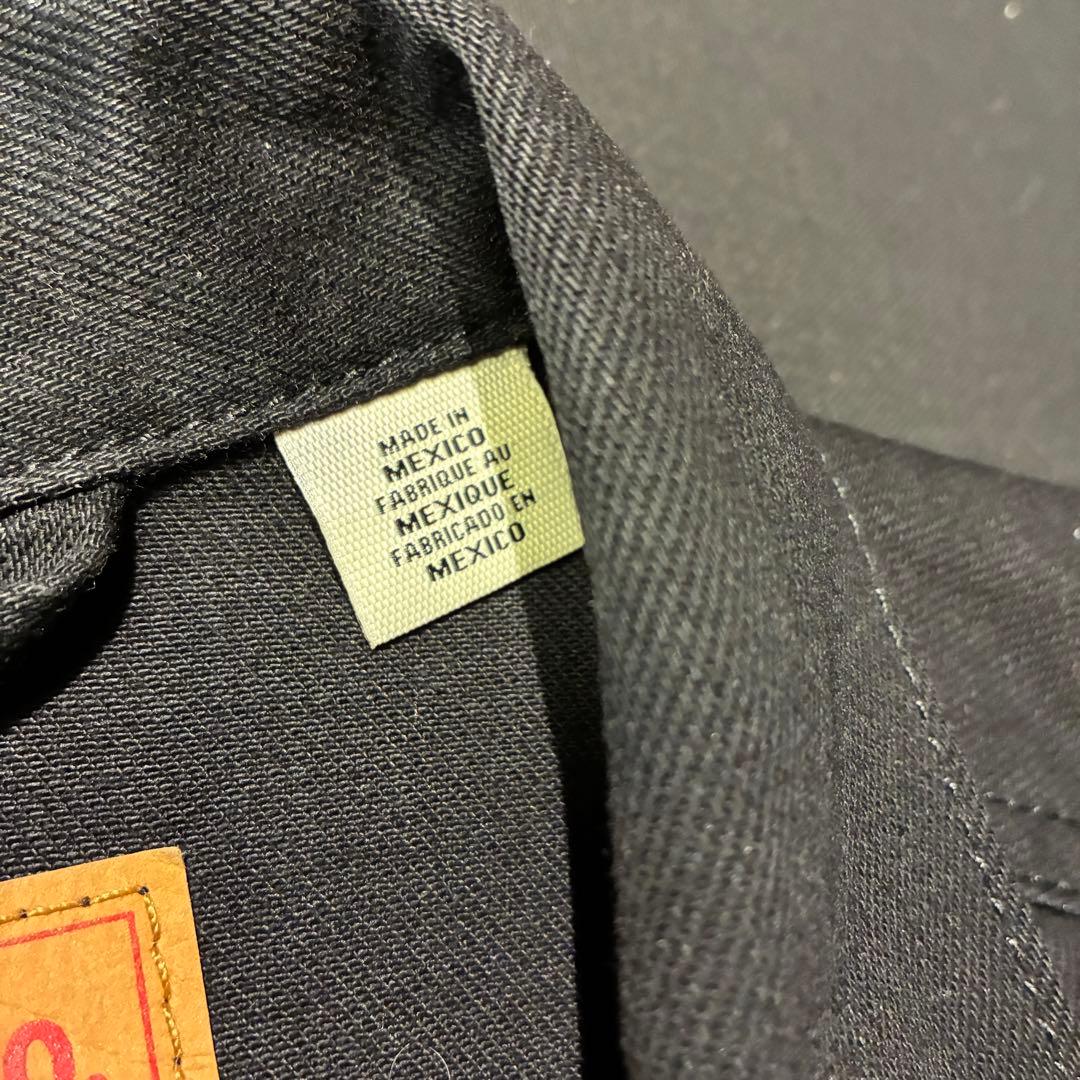 MADE IN
MEXICO
FABRIQUE AU
MEXIQUE
FABRICADO EN
MEXICO